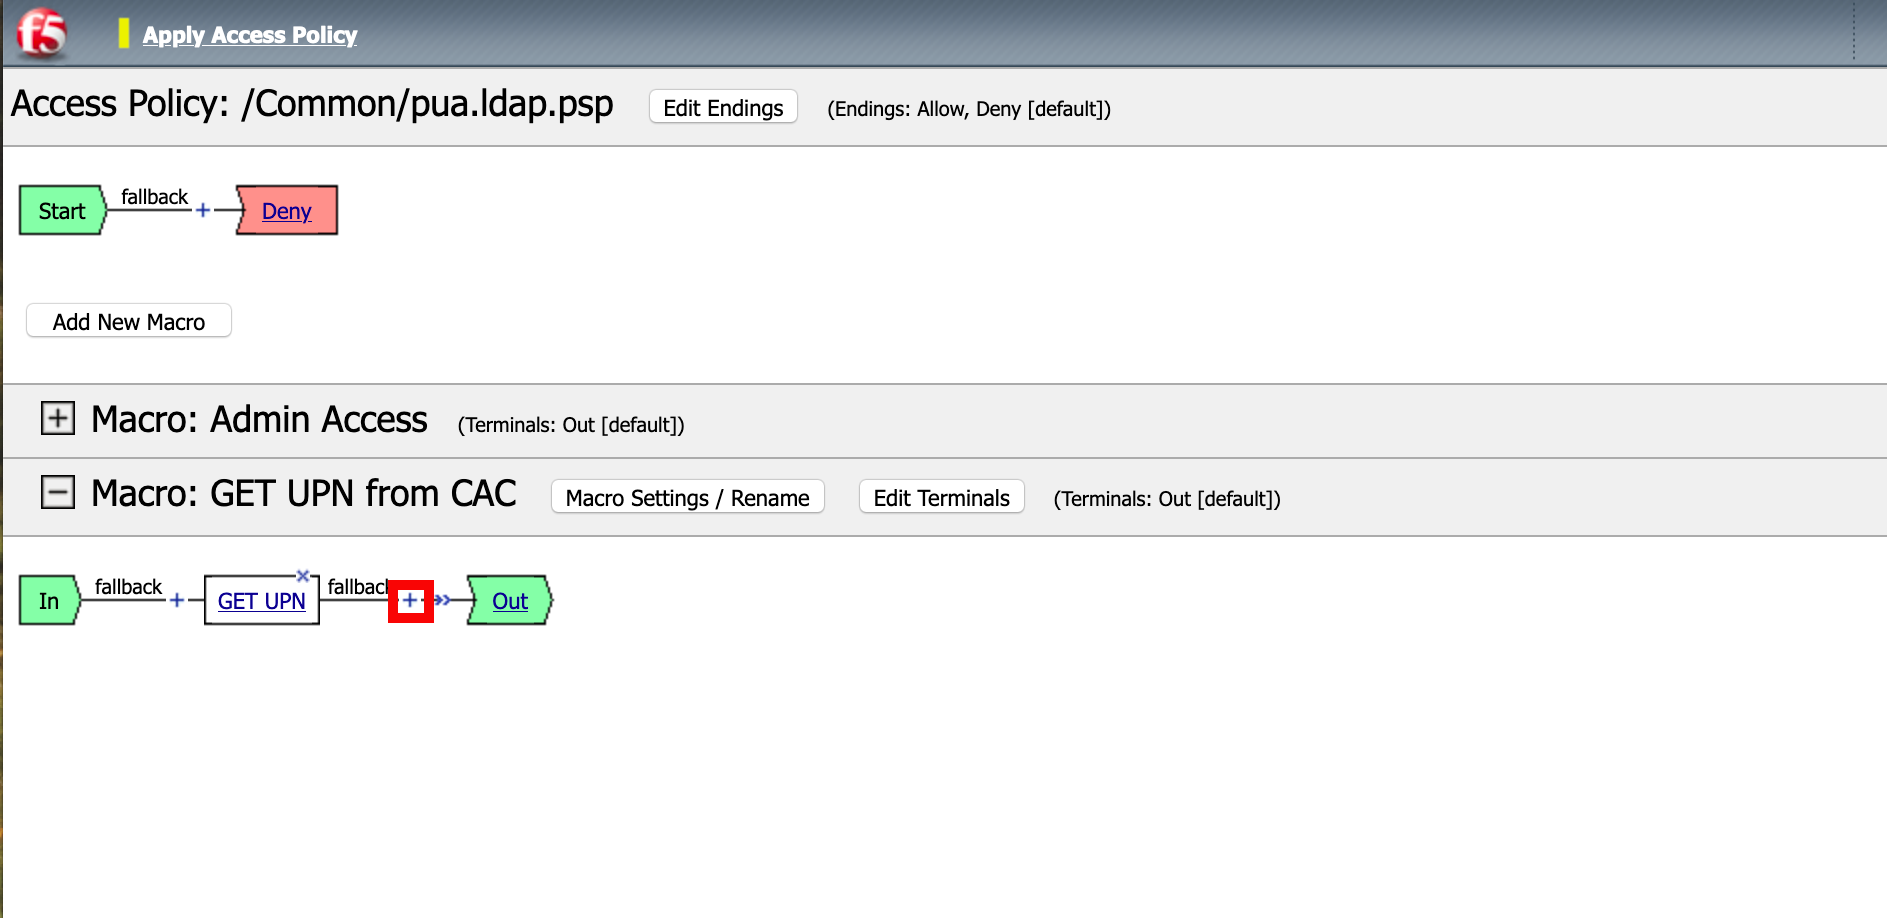 f5 Apply Access Policy
Access Policy: /Common/pua.ldap.psp Edit Endings (Endings: Allow, Deny [default])
Start fallback + Deny
Add New Macro
+ Macro: Admin Access (Terminals: Out [default])
− Macro: GET UPN from CAC Macro Settings / Rename Edit Terminals (Terminals: Out [default])
In fallback + GET UPN × fallback + Out